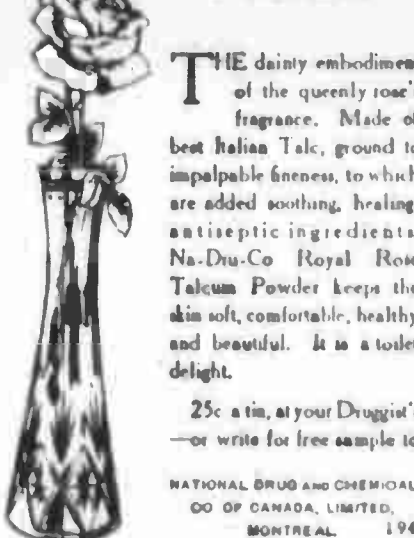 THE dainty embodimen
of the queenly rose'
fragrance. Made of
best Italian Talc, ground to
impalpable fineness, to which
are added soothing, healing
antiseptic ingredients
Na-Dru-Co Royal Rose
Talcum Powder keeps the
skin soft, comfortable, healthy
and beautiful. It is a toilet
delight.
25c a tin, at your Druggist'
—or write for free sample to
NATIONAL DRUG AND CHEMICAL
CO OF CANADA, LIMITED,
MONTREAL. 194